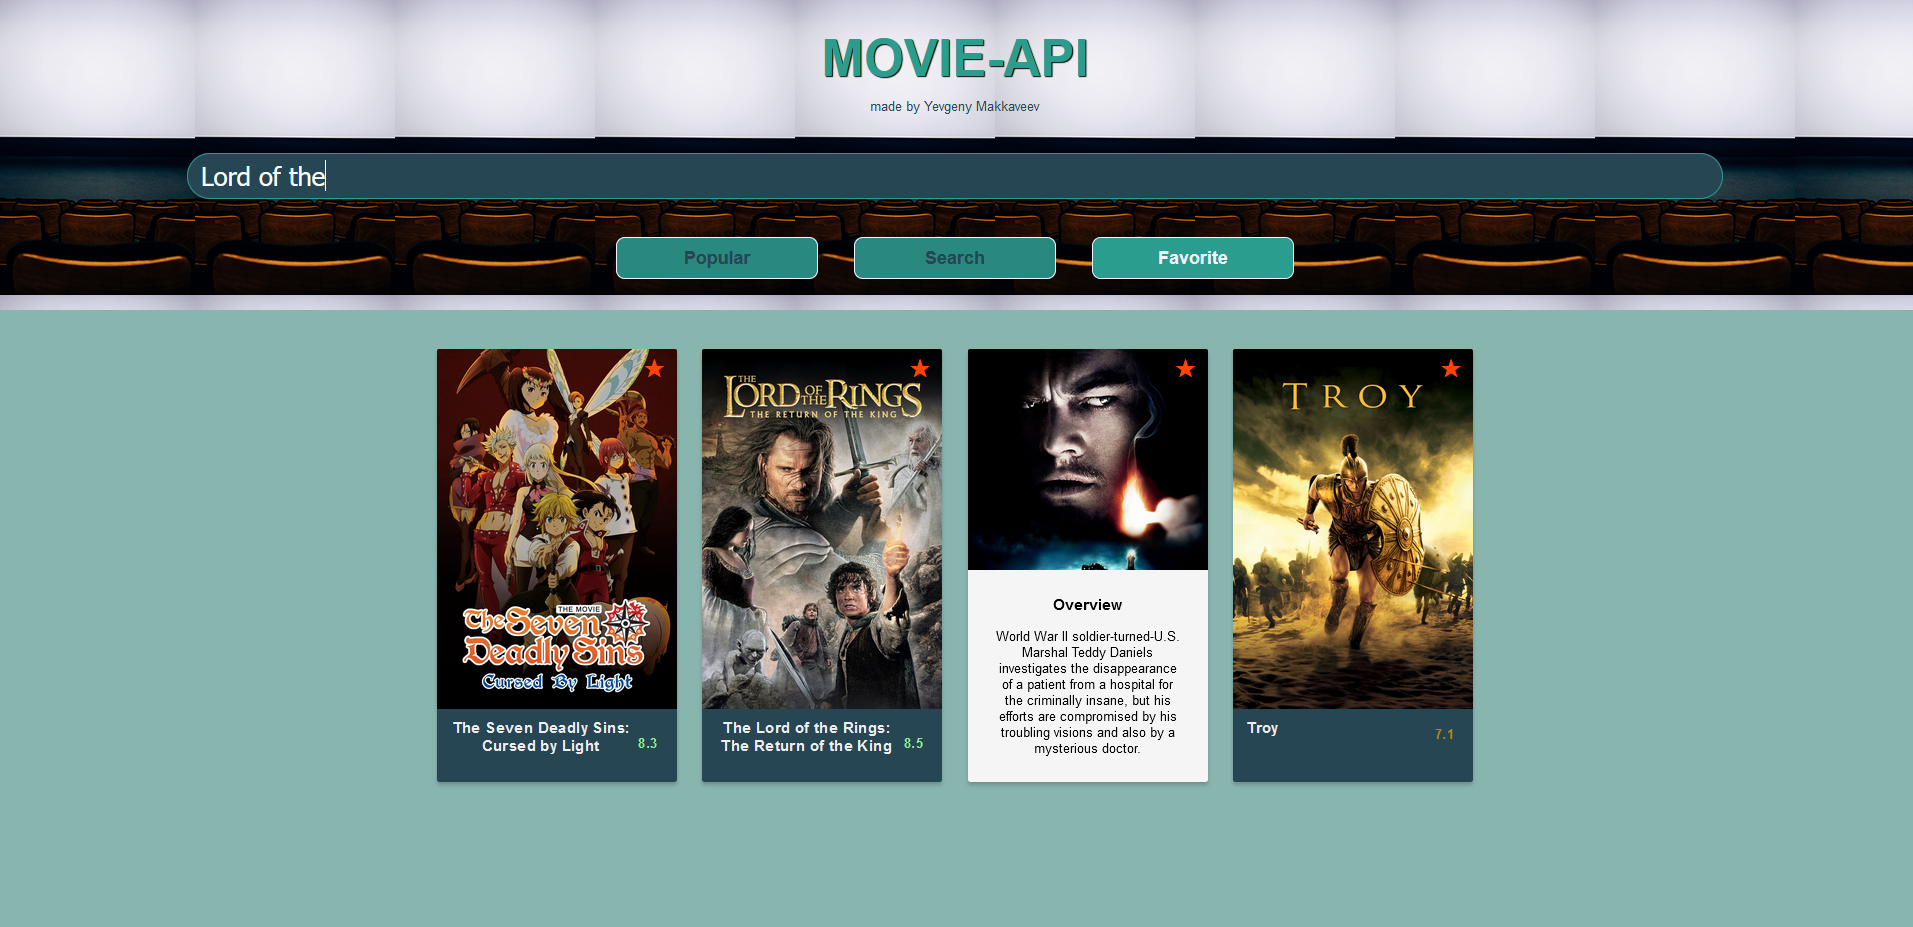 MOVIE-API
made by Yevgeny Makkaveev
Lord of the
Popular
Search
Favorite
THE MOVIE
The Seven
Deadly Sins
Cursed By Light
The Seven Deadly Sins:
Cursed by Light
8.3
THE
LORD OF THE RINGS
THE RETURN OF THE KING
The Lord of the Rings:
The Return of the King
8.5
Overview
World War II soldier-turned-U.S.
Marshal Teddy Daniels
investigates the disappearance
of a patient from a hospital for
the criminally insane, but his
efforts are compromised by his
troubling visions and also by a
mysterious doctor.
TROY
Troy
7.1